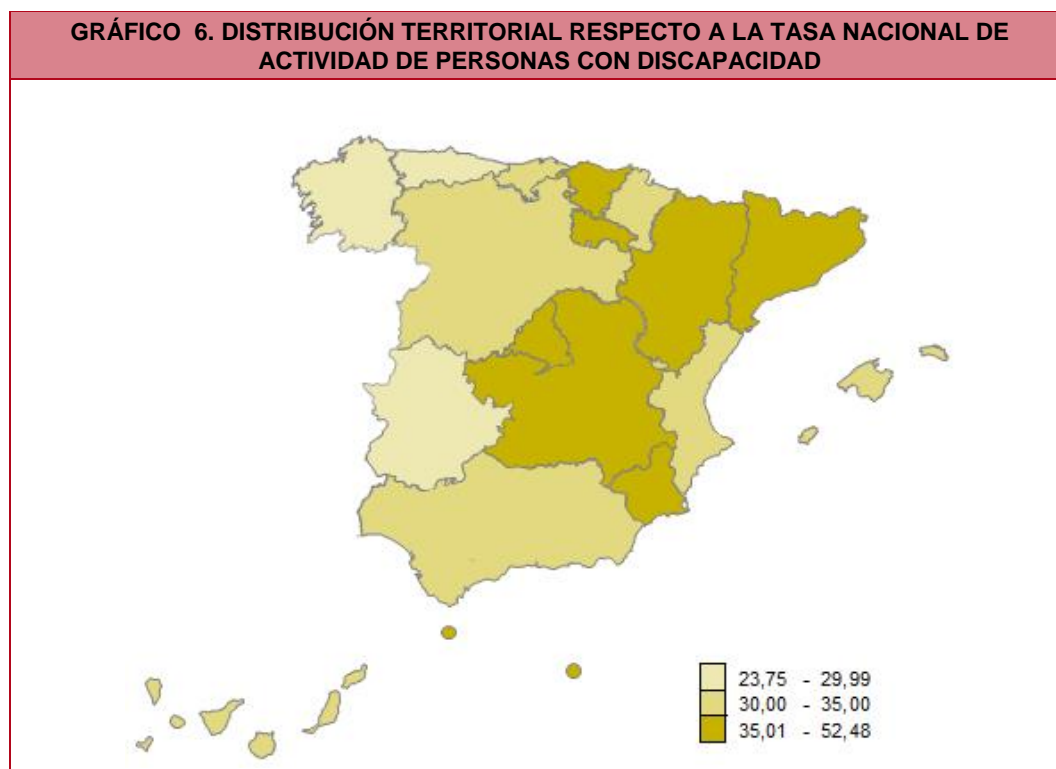 GRÁFICO 6. DISTRIBUCIÓN TERRITORIAL RESPECTO A LA TASA NACIONAL DE
ACTIVIDAD DE PERSONAS CON DISCAPACIDAD
23,75 - 29,99
30,00 - 35,00
35,01 - 52,48